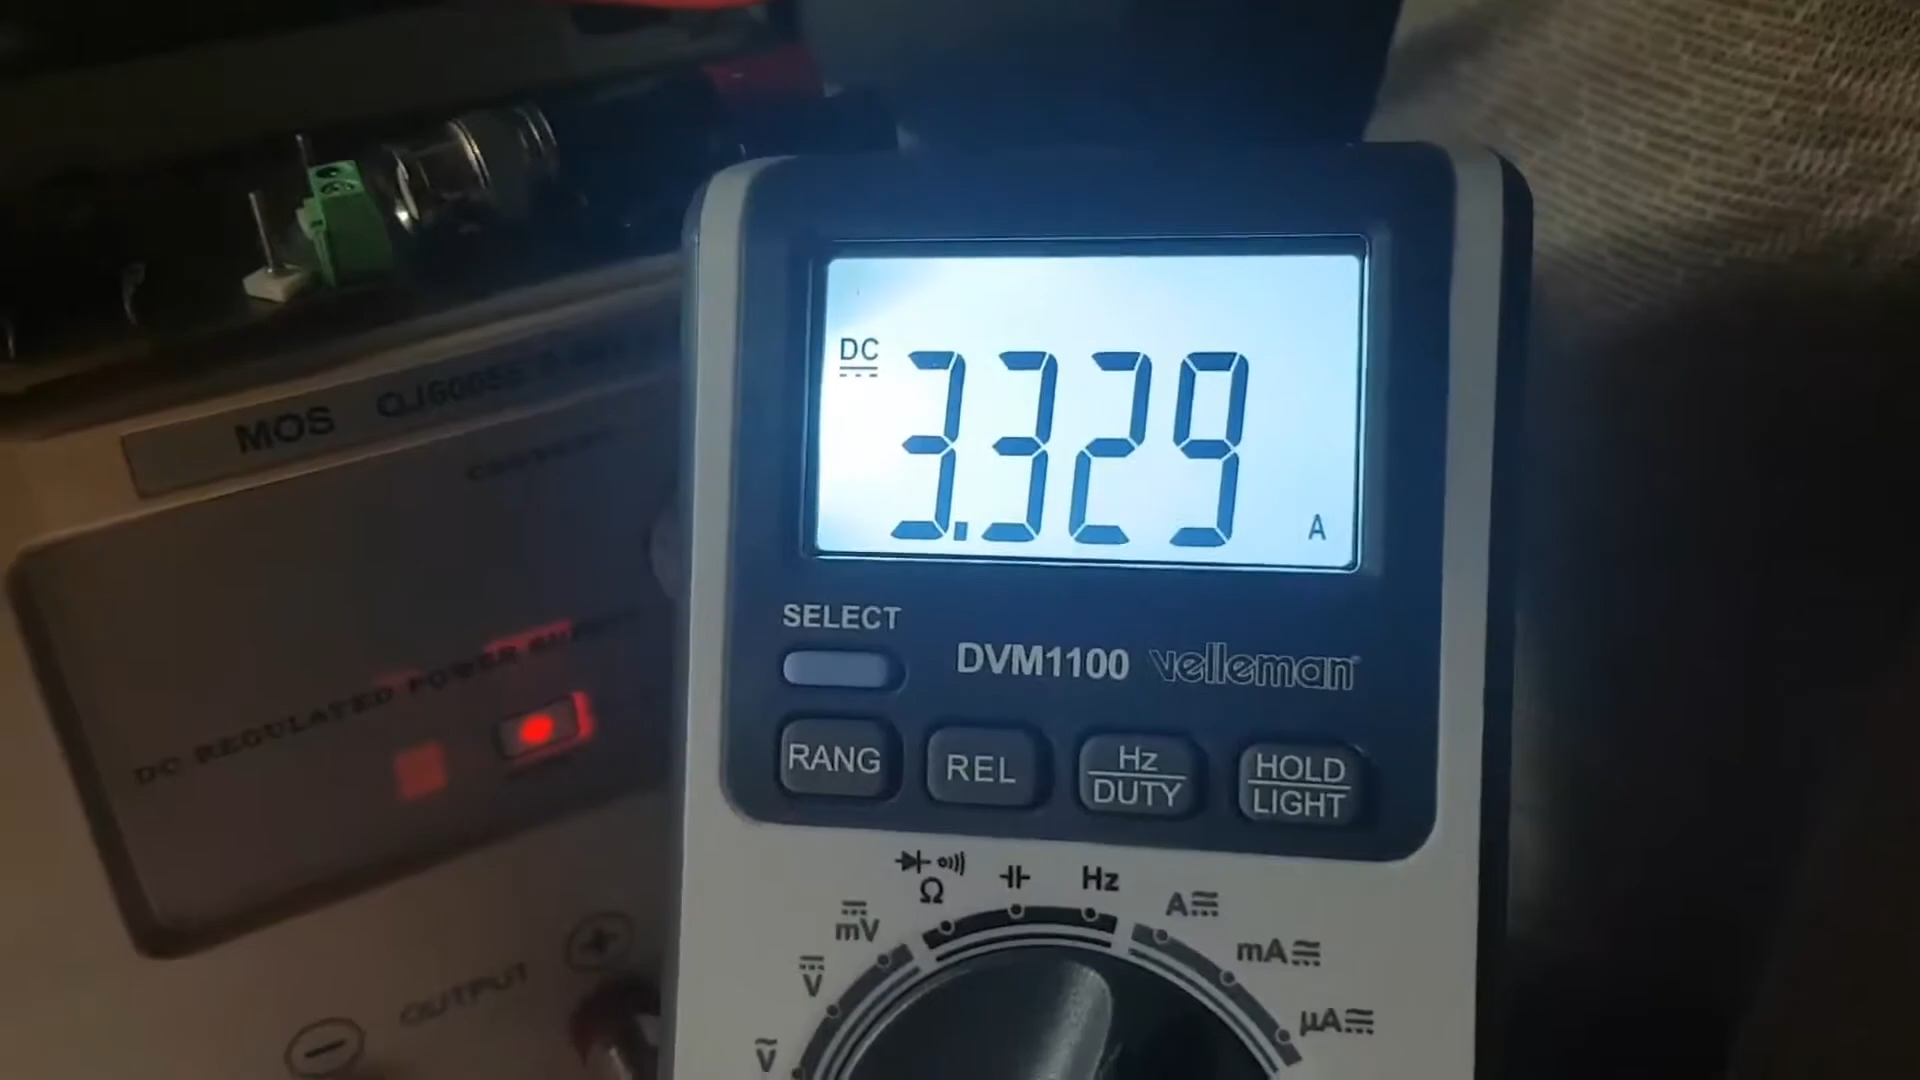 MOS
DC REGULATED POWER SUPPLY
OUTPUT
DC
3.329
A
SELECT
DVM1100 velleman
RANG
REL
Hz
DUTY
HOLD
LIGHT
Ω
Hz
A
mV
mA
V
µA
V